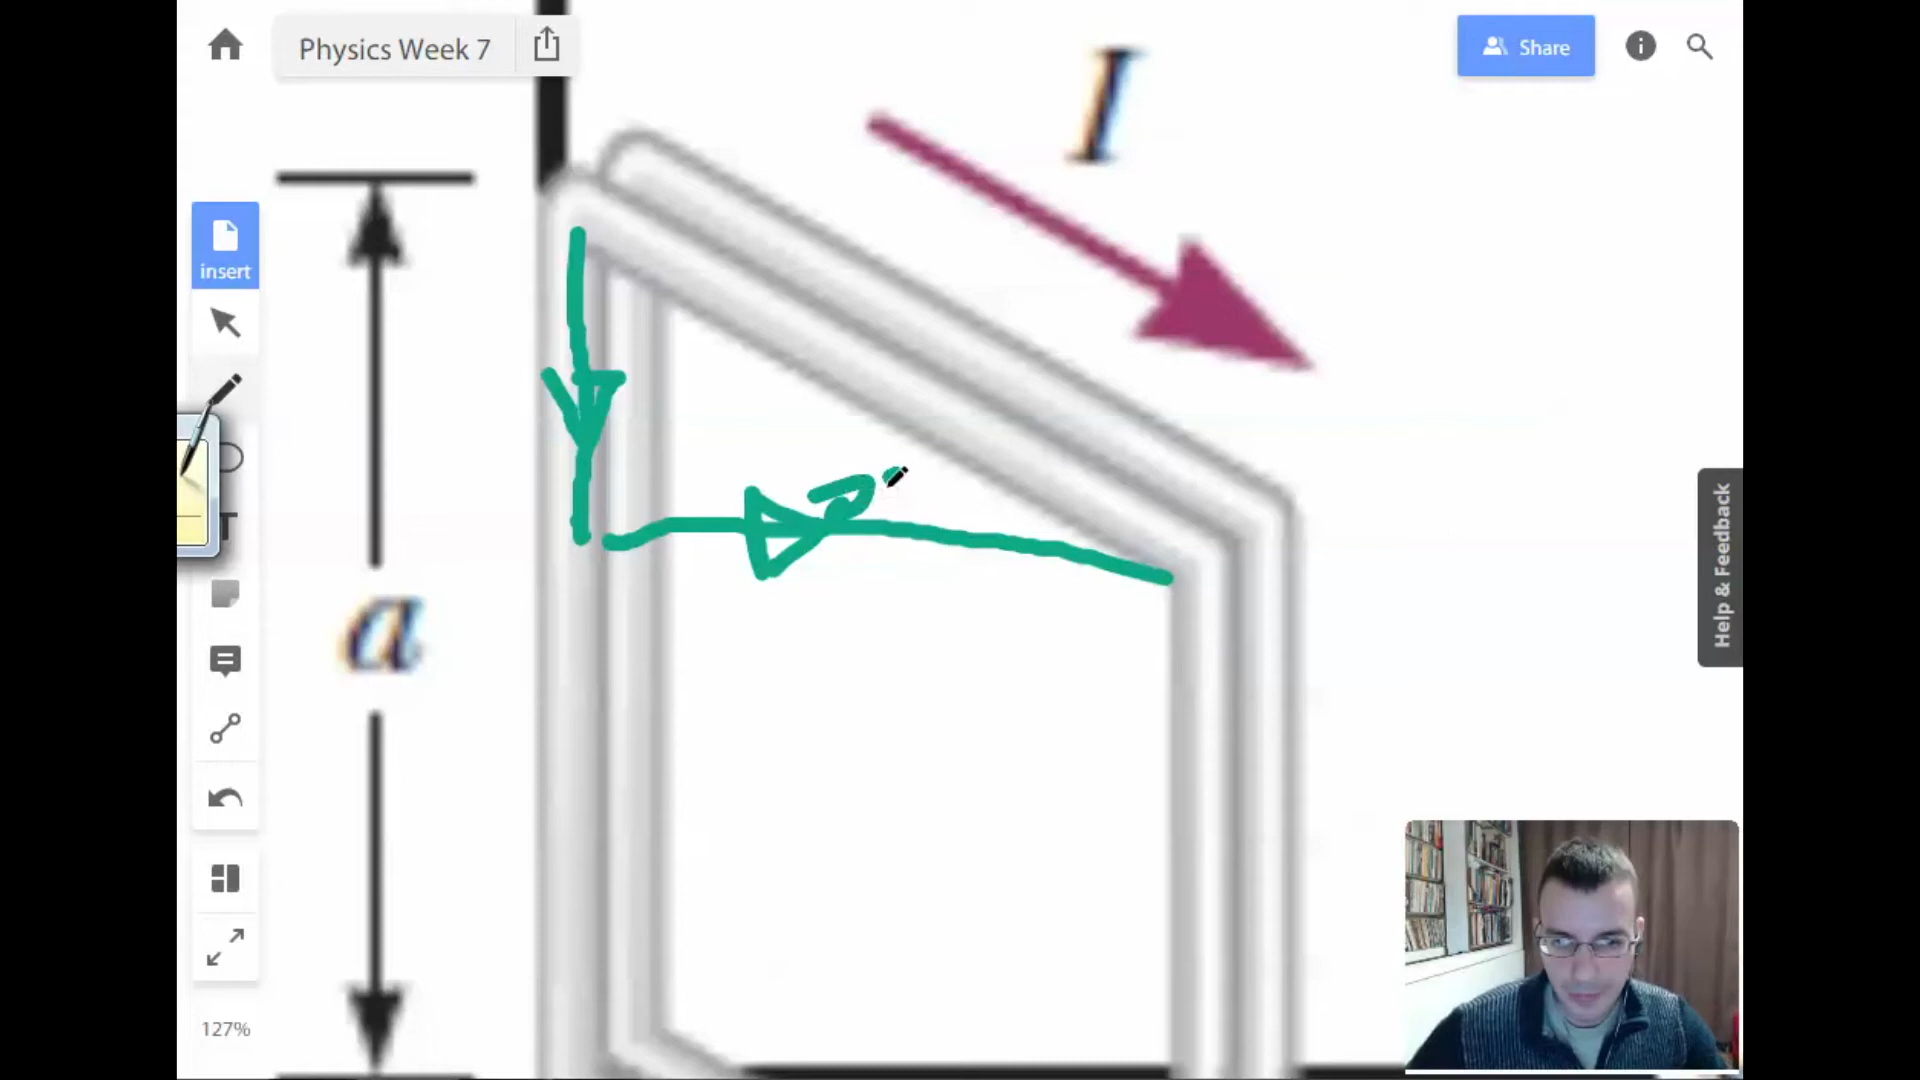 Physics Week 7
Share
I
insert
T
a
Help & Feedback
127%